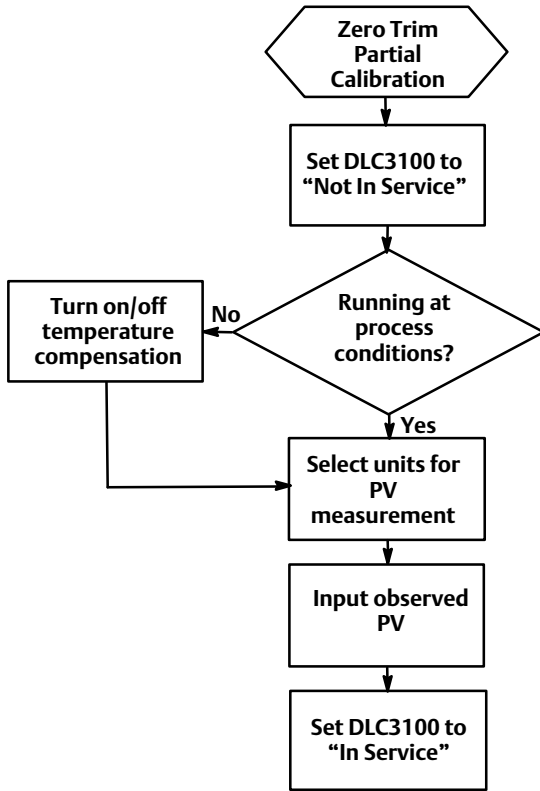 Zero Trim
Partial
Calibration
Set DLC3100 to
“Not In Service”
Running at
process
conditions?
No
Turn on/off
temperature
compensation
Yes
Select units for
PV
measurement
Input observed
PV
Set DLC3100 to
“In Service”